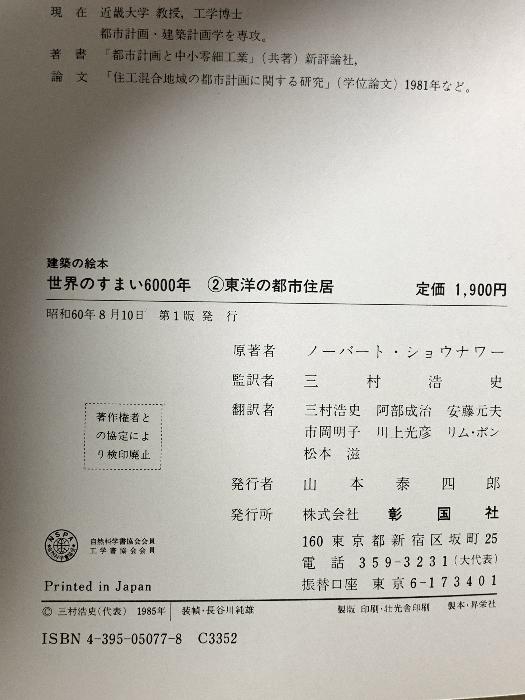 現在 近畿大学 教授，工学博士
都市計画・建築計画学を専攻。
著書 「都市計画と中小零細工業」（共著）新評論社，
論文 「住工混合地域の都市計画に関する研究」（学位論文）1981年など。
建築の絵本
世界のすまい6000年 ②東洋の都市住居 定価 1,900円
昭和60年8月10日 第1版 発行
原著者 ノーバート・ショウナワー
監訳者 三村浩史
翻訳者 三村浩史 阿部成治 安藤元夫
市岡明子 川上光彦 リム・ボン
松本 滋
著作権者と
の協定によ
り検印廃止
発行者 山本泰四郎
発行所 株式会社 彰国社
160 東京都新宿区坂町25
電話 359-3231（大代表）
振替口座 東京6-173401
NSPA
自然科学書協会会員
工学書協会会員
Printed in Japan
© 三村浩史（代表） 1985年 装幀・長谷川純雄 製版 印刷・壮光舎印刷 製本・昇栄社
ISBN 4-395-05077-8 C3352